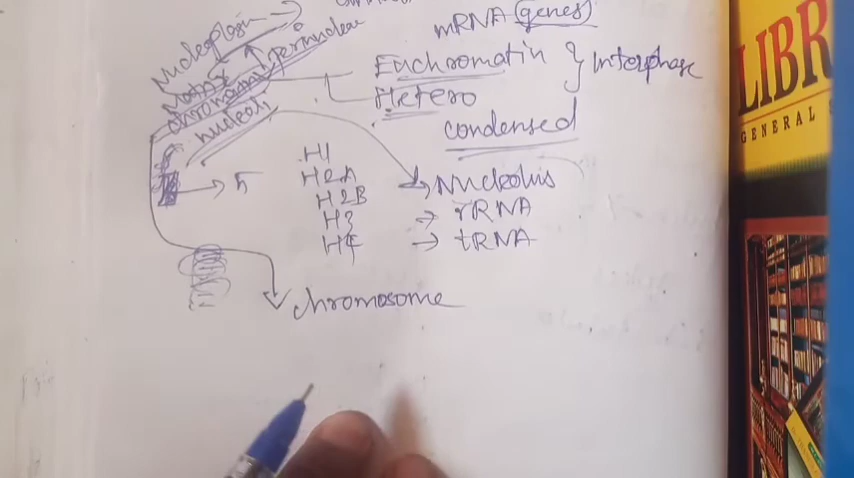 mRNA (genes)
Nucleoplasm
Perinuclear
Euchromatin } Interphase
Matrix
chromatin
Hetero
nucleoli
condensed
H1
H2A
Nucleolus
H2B
H3 → rRNA
H4 → tRNA
chromosome
LIBR
GENERAL